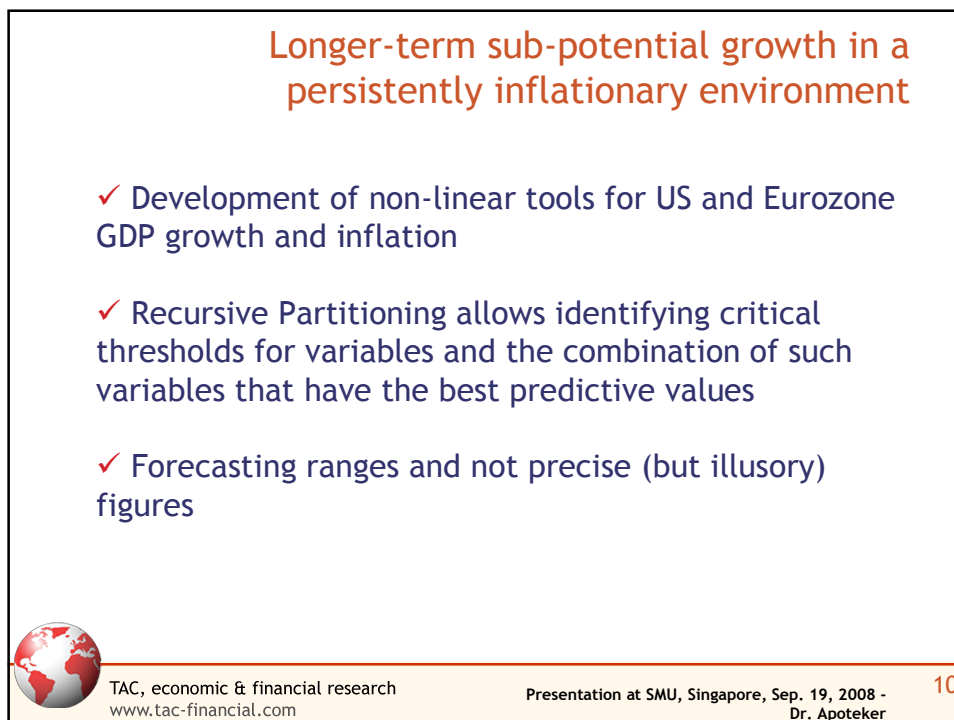 Longer-term sub-potential growth in a
persistently inflationary environment
✓ Development of non-linear tools for US and Eurozone
GDP growth and inflation
✓ Recursive Partitioning allows identifying critical
thresholds for variables and the combination of such
variables that have the best predictive values
✓ Forecasting ranges and not precise (but illusory)
figures
TAC, economic & financial research
www.tac-financial.com
Presentation at SMU, Singapore, Sep. 19, 2008 -
Dr. Apoteker
10